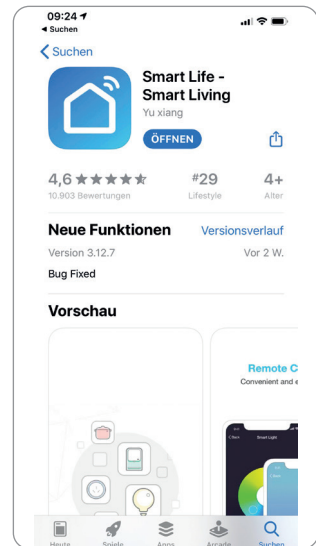 09:24
◀ Suchen
Suchen
Smart Life -
Smart Living
Yu xiang
ÖFFNEN
4,6
#29
4+
10.903 Bewertungen
Lifestyle
Alter
Neue Funktionen
Versionsverlauf
Version 3.12.7
Vor 2 W.
Bug Fixed
Vorschau
Remote C
Convenient and e
Smart Light
Heute
Spiele
Apps
Arcade
Suchen